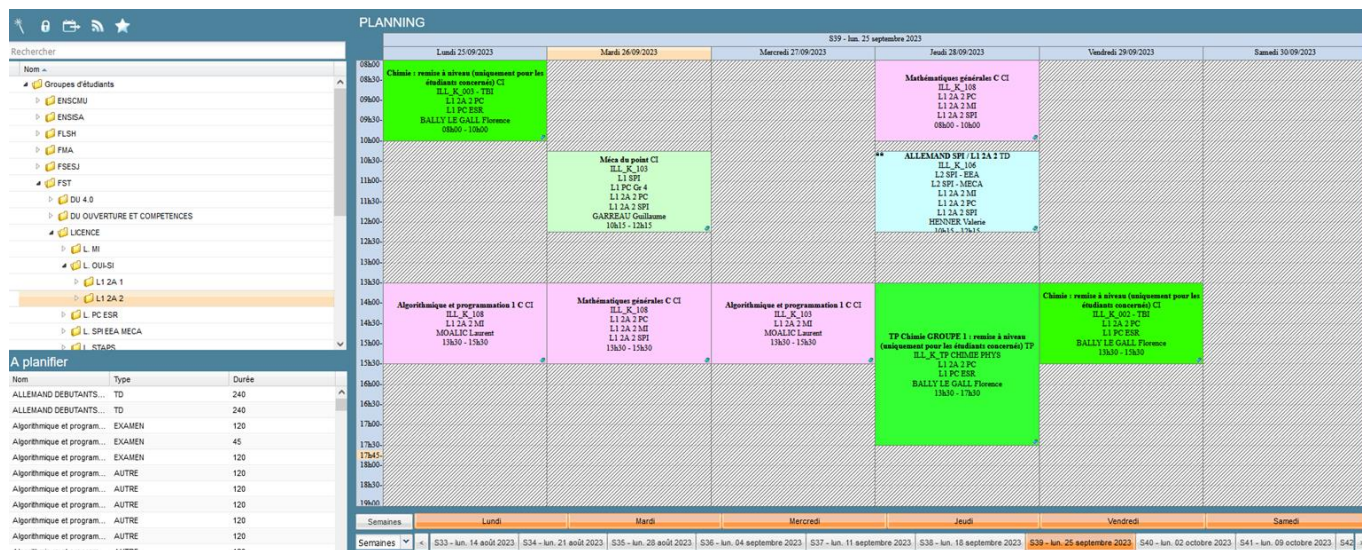 PLANNING
Rechercher
Nom
Groupes d'étudiants
ENSCMU
ENSISA
FLSH
FMA
FSESJ
FST
DU 4.0
DU OUVERTURE ET COMPETENCES
LICENCE
L. MI
L. OUI-SI
L1 2A 1
L1 2A 2
L. PC ESR
L. SPI EEA MECA
L. STAPS
A planifier
Nom Type Durée
ALLEMAND DEBUTANTS... TD 240
ALLEMAND DEBUTANTS... TD 240
Algorithmique et program... EXAMEN 120
Algorithmique et program... EXAMEN 45
Algorithmique et program... EXAMEN 120
Algorithmique et program... AUTRE 120
Algorithmique et program... AUTRE 120
Algorithmique et program... AUTRE 120
Algorithmique et program... AUTRE 120
Algorithmique et program... AUTRE 120
S39 - lun. 25 septembre 2023
Lundi 25/09/2023 Mardi 26/09/2023 Mercredi 27/09/2023 Jeudi 28/09/2023 Vendredi 29/09/2023 Samedi 30/09/2023
08h00
08h30
09h00
09h30
10h00
10h30
11h00
11h30
12h00
12h30
13h00
13h30
14h00
14h30
15h00
15h30
16h00
16h30
17h00
17h30
17h45
18h00
18h30
19h00
Chimie : remise à niveau (uniquement pour les
étudiants concernés) CI
ILL_K_003 - TBI
L1 2A 2 PC
L1 PC ESR
BALLY LE GALL Florence
08h00 - 10h00
Algorithmique et programmation 1 C CI
ILL_K_108
L1 2A 2 MI
MOALIC Laurent
13h30 - 15h30
Méca du point CI
ILL_K_103
L1 SPI
L1 PC Gr 4
L1 2A 2 PC
L1 2A 2 SPI
GARREAU Guillaume
10h15 - 12h15
Mathématiques générales C CI
ILL_K_108
L1 2A 2 PC
L1 2A 2 MI
L1 2A 2 SPI
13h30 - 15h30
Algorithmique et programmation 1 C CI
ILL_K_103
L1 2A 2 MI
MOALIC Laurent
13h30 - 15h30
Mathématiques générales C CI
ILL_K_108
L1 2A 2 PC
L1 2A 2 MI
L1 2A 2 SPI
08h00 - 10h00
ALLEMAND SPI / L1 2A 2 TD
ILL_K_106
L2 SPI - EEA
L2 SPI - MECA
L1 2A 2 MI
L1 2A 2 PC
L1 2A 2 SPI
HENNER Valerie
10h15 - 12h15
TP Chimie GROUPE 1 : remise à niveau
(uniquement pour les étudiants concernés) TP
ILL_K_TP CHIMIE PHYS
L1 2A 2 PC
L1 PC ESR
BALLY LE GALL Florence
13h30 - 17h30
Chimie : remise à niveau (uniquement pour les
étudiants concernés) CI
ILL_K_002 - TBI
L1 2A 2 PC
L1 PC ESR
BALLY LE GALL Florence
13h30 - 15h30
Semaines Lundi Mardi Mercredi Jeudi Vendredi Samedi
Semaines < S33 - lun. 14 août 2023 S34 - lun. 21 août 2023 S35 - lun. 28 août 2023 S36 - lun. 04 septembre 2023 S37 - lun. 11 septembre 2023 S38 - lun. 18 septembre 2023 S39 - lun. 25 septembre 2023 S40 - lun. 02 octobre 2023 S41 - lun. 09 octobre 2023 S42